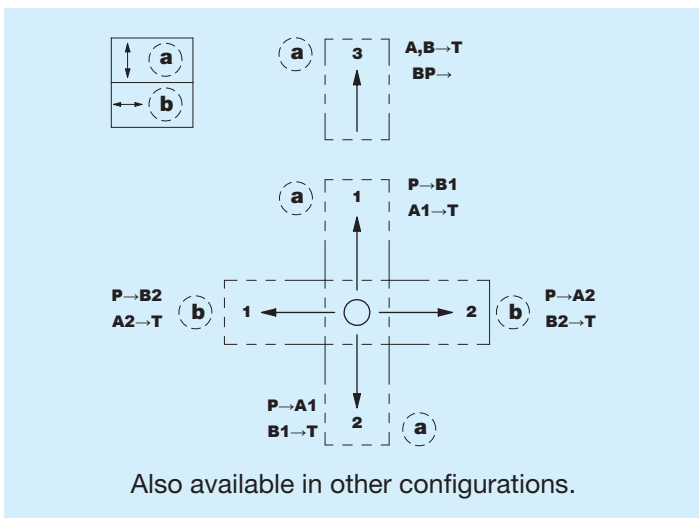 a
b
a
3
A,B→T
BP→
a
1
P→B1
A1→T
P→B2
A2→T
b
1
2
b
P→A2
B2→T
P→A1
B1→T
2
a
Also available in other configurations.